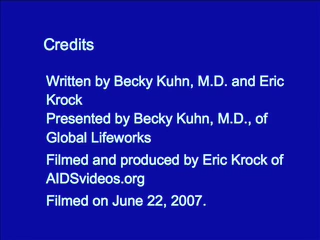 Credits
Written by Becky Kuhn, M.D. and Eric
Krock
Presented by Becky Kuhn, M.D., of
Global Lifeworks
Filmed and produced by Eric Krock of
AIDSvideos.org
Filmed on June 22, 2007.